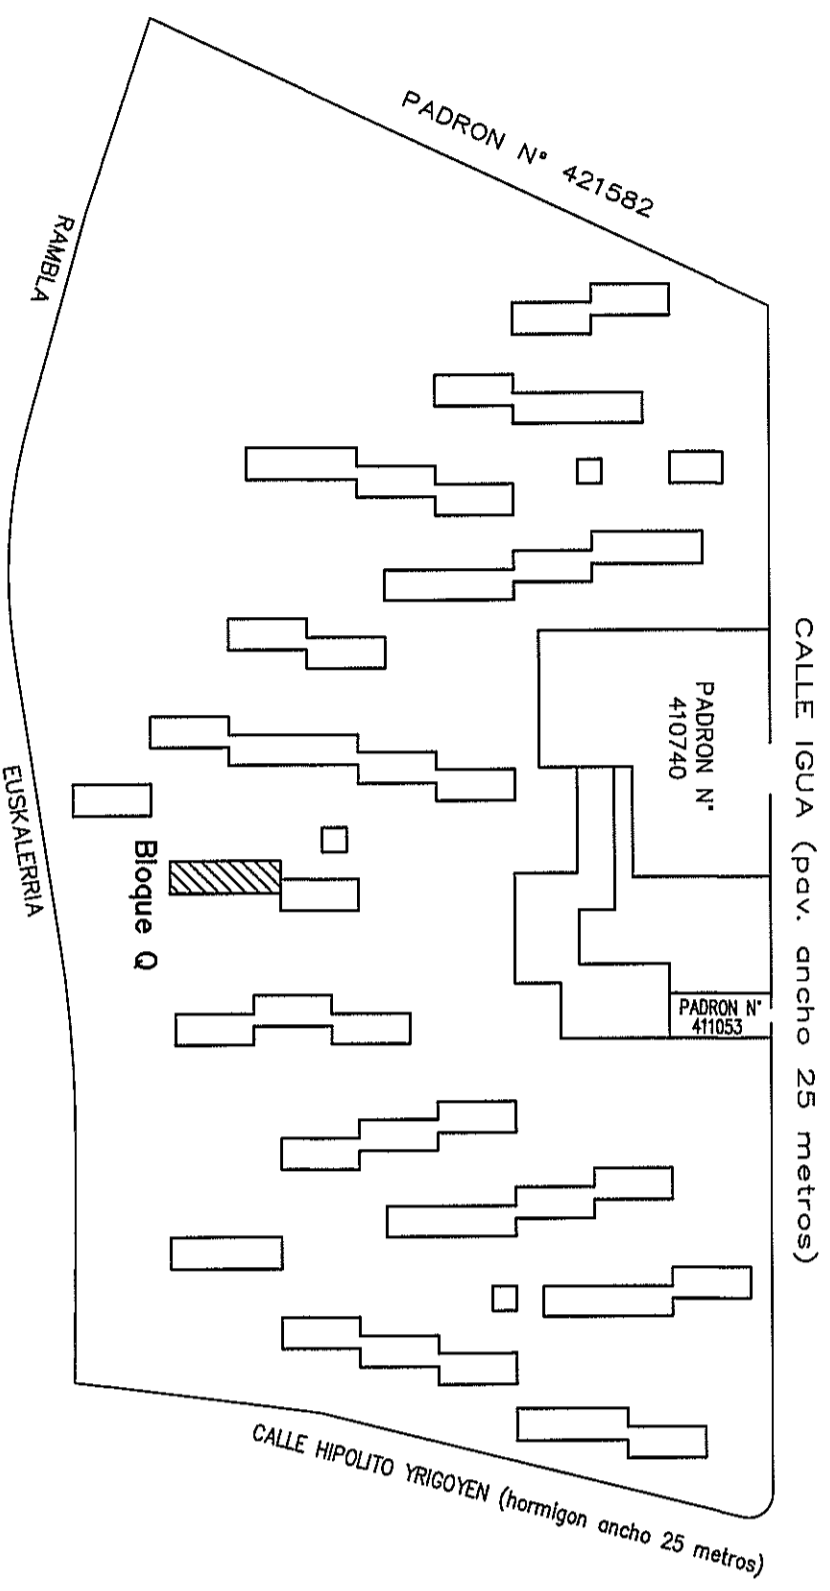 PADRON N° 421582
RAMBLA
CALLE IGUA (pav. ancho 25 metros)
PADRON N°
410740
EUSKALERRIA
Bloque Q
PADRON N°
411053
CALLE HIPOLITO YRIGOYEN (hormigon ancho 25 metros)